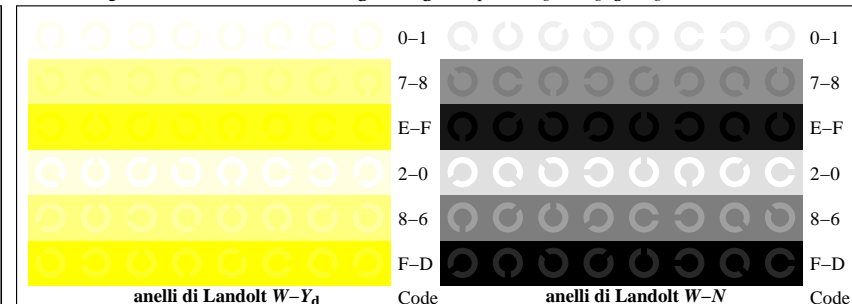 0–1 0–1
7–8 7–8
E–F E–F
2–0 2–0
8–6 8–6
F–D F–D
anelli di Landolt W–Yd Code anelli di Landolt W–N Code